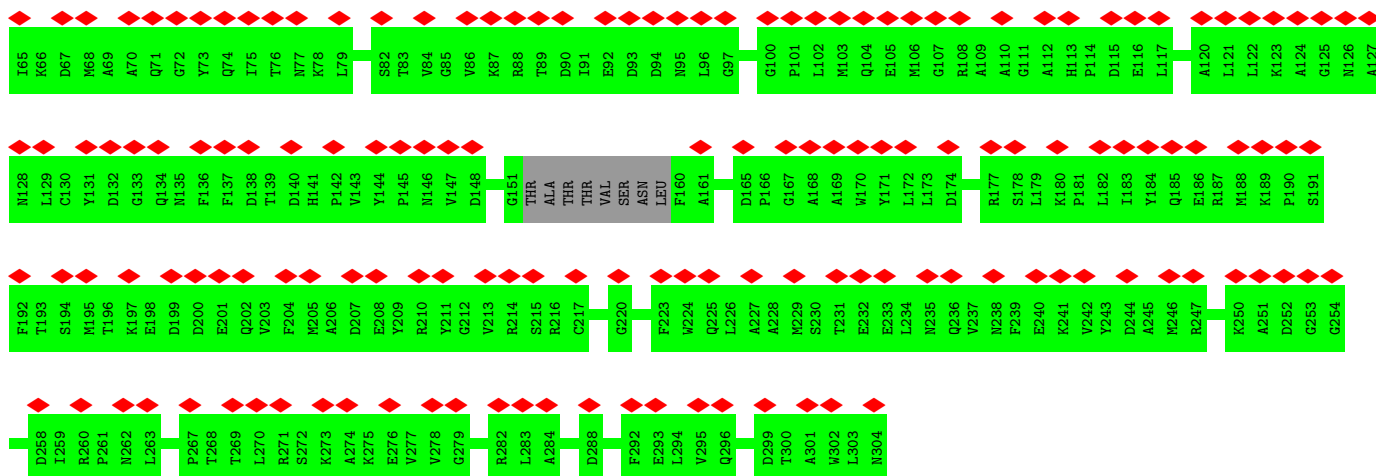 I65 K66 D67 M68 A69 A70 Q71 G72 Y73 Q74 I75 T76 N77 K78 L79 S82 T83 V84 G85 V86 K87 R88 T89 D90 I91 E92 D93 D94 N95 L96 G97 G100 P101 L102 M103 Q104 E105 M106 G107 R108 A109 A110 G111 A112 H113 P114 D115 E116 L117 A120 L121 L122 K123 A124 G125 N126 A127
N128 L129 C130 Y131 D132 G133 Q134 N135 F136 F137 D138 T139 D140 H141 P142 V143 Y144 P145 N146 V147 D148 G151 THR ALA THR THR VAL SER ASN LEU F160 A161 D165 P166 G167 A168 A169 W170 Y171 L172 L173 D174 R177 S178 L179 K180 P181 L182 I183 Y184 Q185 E186 R187 M188 K189 P190 S191
F192 T193 S194 M195 T196 K197 E198 D199 D200 E201 Q202 V203 F204 M205 A206 D207 E208 Y209 R210 Y211 G212 V213 R214 S215 R216 C217 G220 F223 W224 Q225 L226 A227 A228 M229 S230 T231 E232 E233 L234 N235 Q236 V237 N238 F239 E240 K241 V242 Y243 D244 A245 M246 R247 K250 A251 D252 G253 G254
D258 I259 R260 P261 N262 L263 P267 T268 T269 L270 R271 S272 K273 A274 K275 E276 V277 V278 G279 R282 L283 A284 D288 F292 E293 L294 V295 Q296 D299 T300 A301 W302 L303 N304